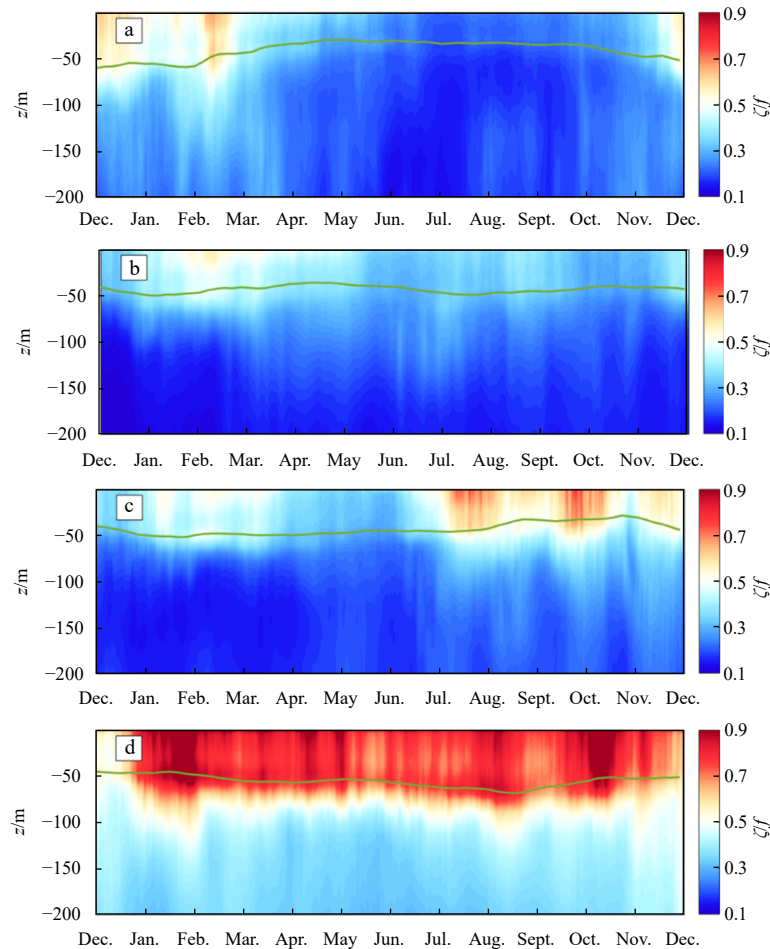 a
z/m
−50
−100
−150
−200
Dec. Jan. Feb. Mar. Apr. May Jun. Jul. Aug. Sept. Oct. Nov. Dec.
0.9
0.7
0.5
0.3
0.1
ζ/f
b
z/m
−50
−100
−150
−200
Dec. Jan. Feb. Mar. Apr. May Jun. Jul. Aug. Sept. Oct. Nov. Dec.
0.9
0.7
0.5
0.3
0.1
ζ/f
c
z/m
−50
−100
−150
−200
Dec. Jan. Feb. Mar. Apr. May Jun. Jul. Aug. Sept. Oct. Nov. Dec.
0.9
0.7
0.5
0.3
0.1
ζ/f
d
z/m
−50
−100
−150
−200
Dec. Jan. Feb. Mar. Apr. May Jun. Jul. Aug. Sept. Oct. Nov. Dec.
0.9
0.7
0.5
0.3
0.1
ζ/f